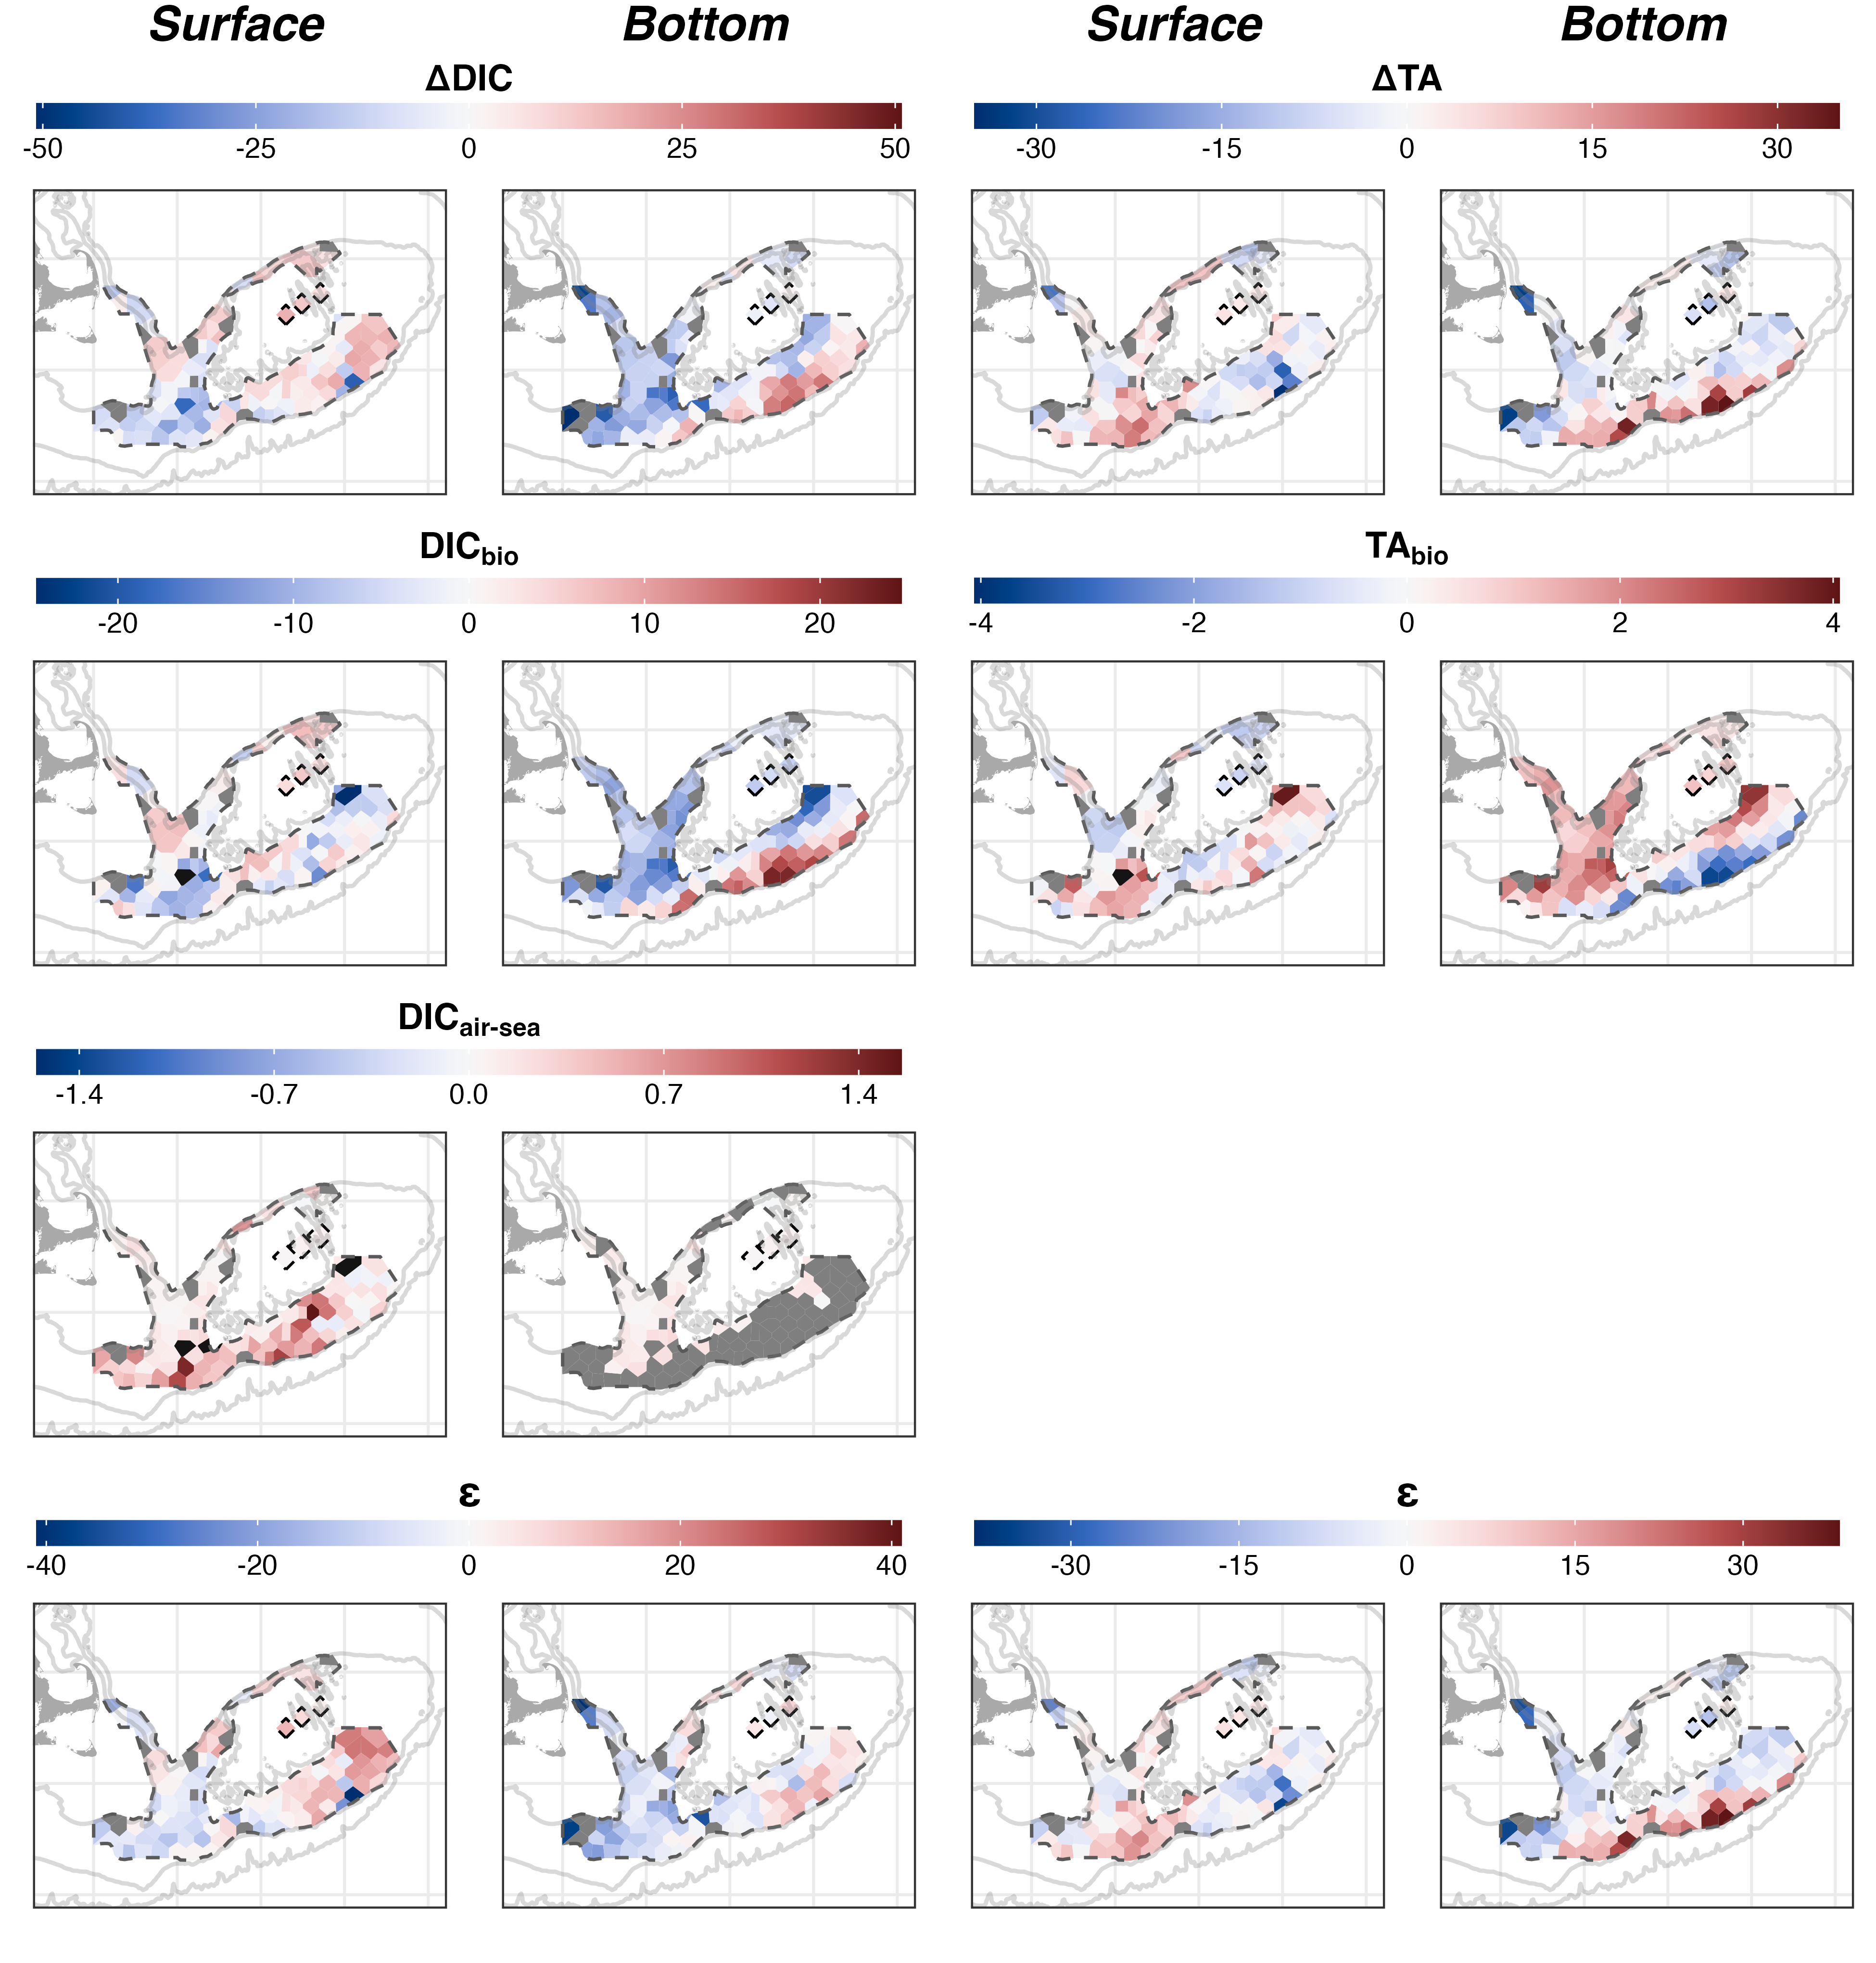 Surface Bottom Surface Bottom
ΔDIC ΔTA
-50 -25 0 25 50 -30 -15 0 15 30
DICbio TAbio
-20 -10 0 10 20 -4 -2 0 2 4
DICair-sea
-1.4 -0.7 0.0 0.7 1.4
ε ε
-40 -20 0 20 40 -30 -15 0 15 30